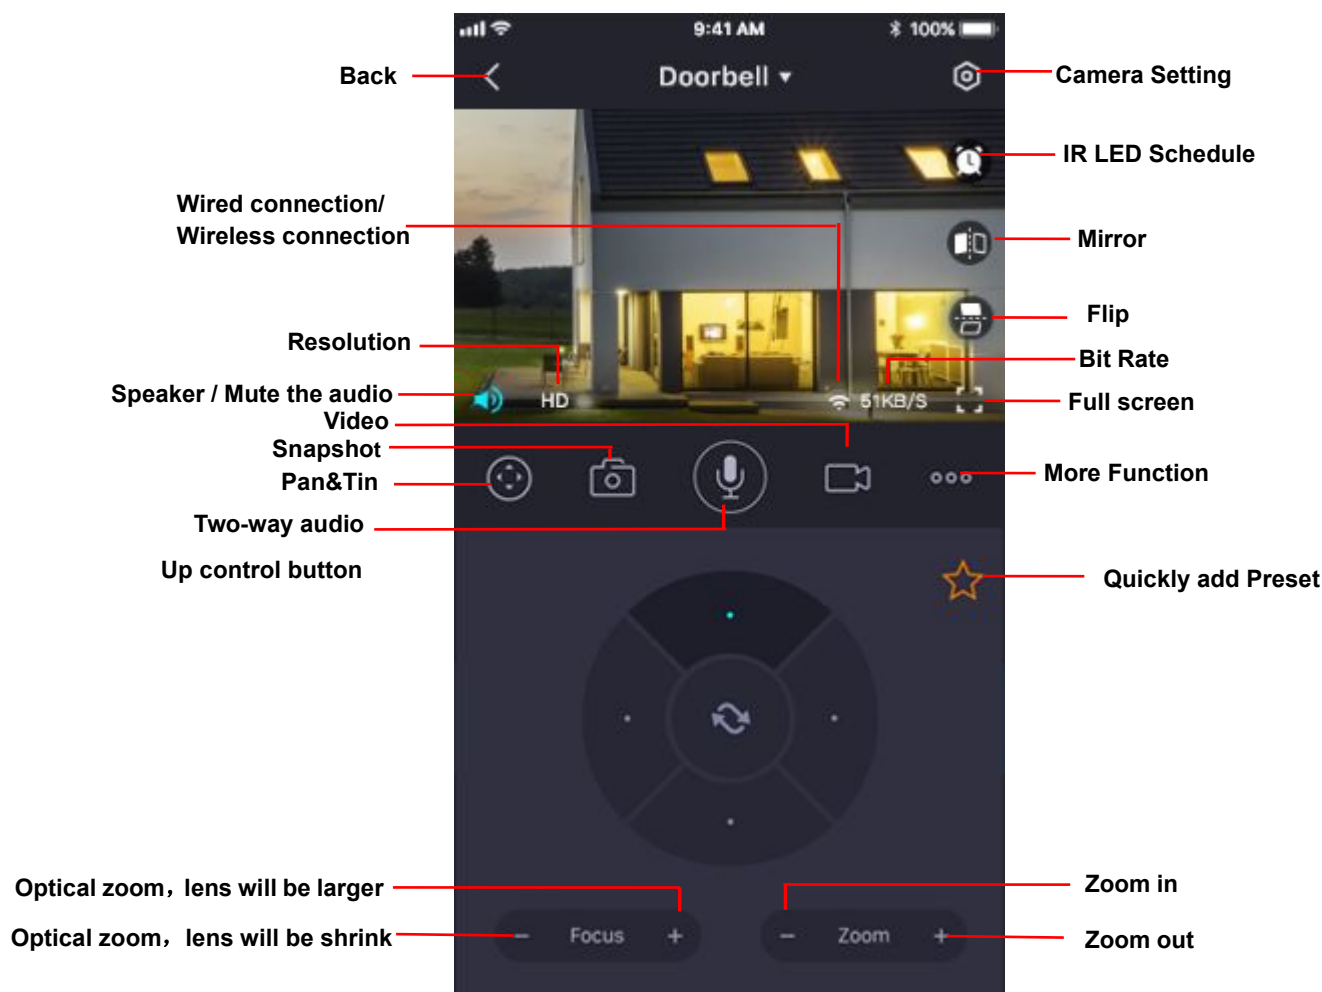 9:41 AM
100%
Back
Doorbell
Camera Setting
IR LED Schedule
Wired connection/
Wireless connection
Mirror
Flip
Resolution
Bit Rate
Speaker / Mute the audio
HD
51KB/S
Full screen
Video
Snapshot
Pan&Tin
More Function
Two-way audio
Up control button
Quickly add Preset
Optical zoom，lens will be larger
Zoom in
Optical zoom，lens will be shrink
- Focus +
- Zoom +
Zoom out